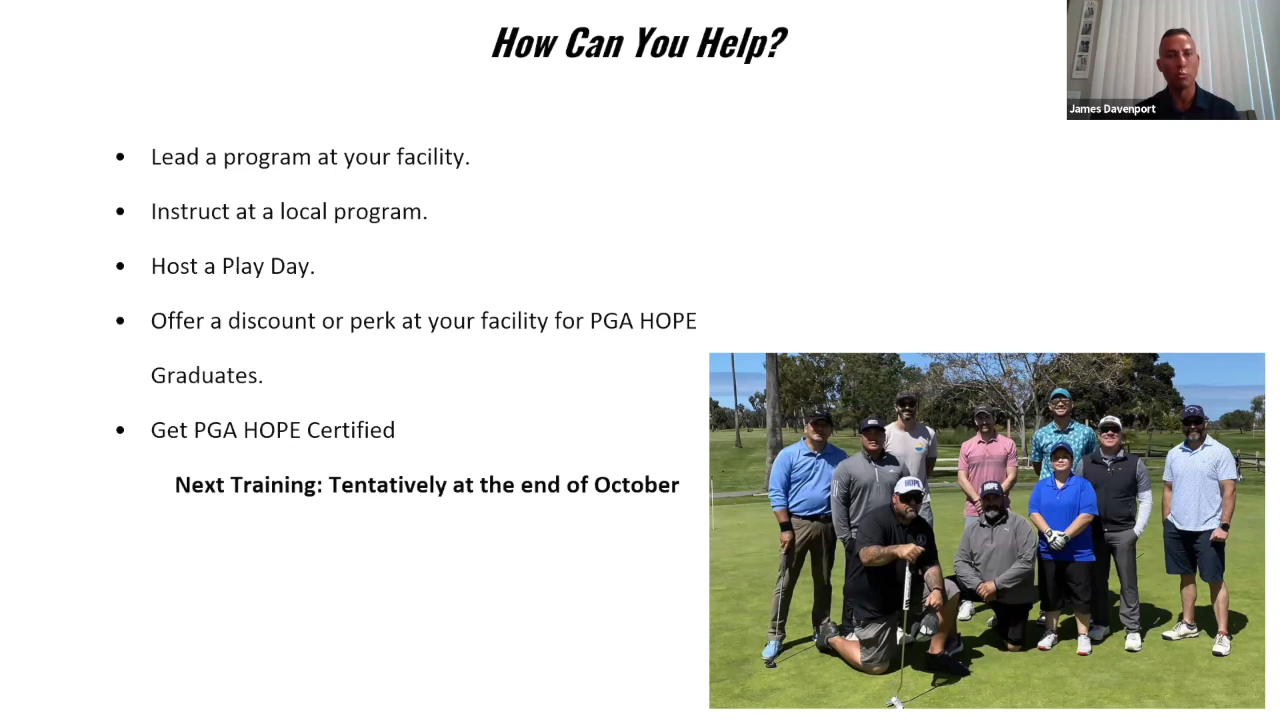 How Can You Help?
James Davenport
• Lead a program at your facility.
• Instruct at a local program.
• Host a Play Day.
• Offer a discount or perk at your facility for PGA HOPE
Graduates.
• Get PGA HOPE Certified
Next Training: Tentatively at the end of October
HOPE